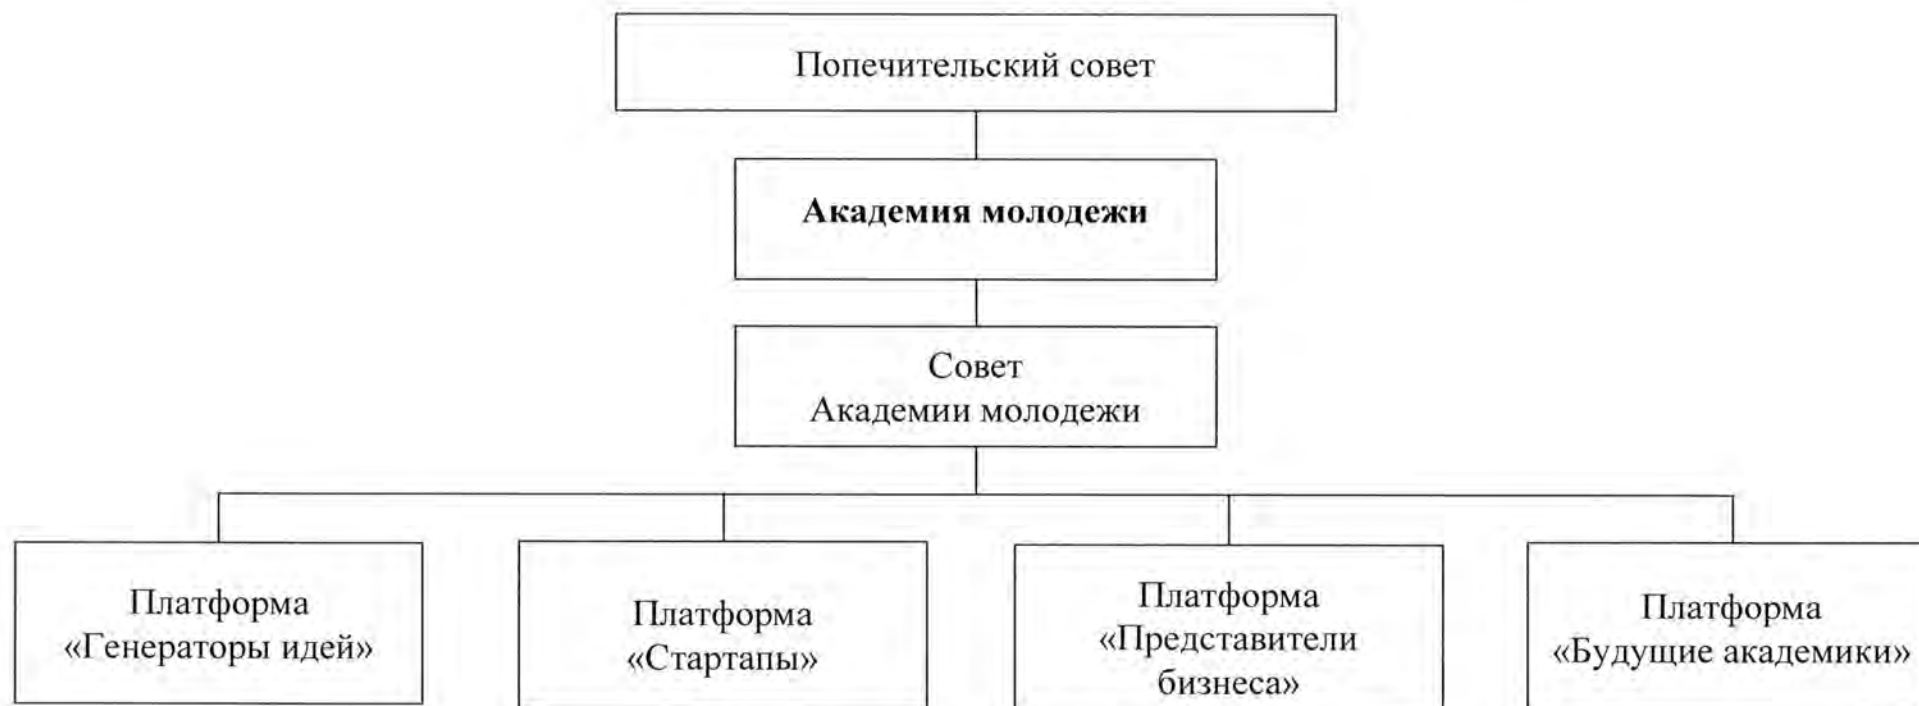 Попечительский совет
Академия молодежи
Совет
Академии молодежи
Платформа
«Генераторы идей»
Платформа
«Стартапы»
Платформа
«Представители
бизнеса»
Платформа
«Будущие академики»